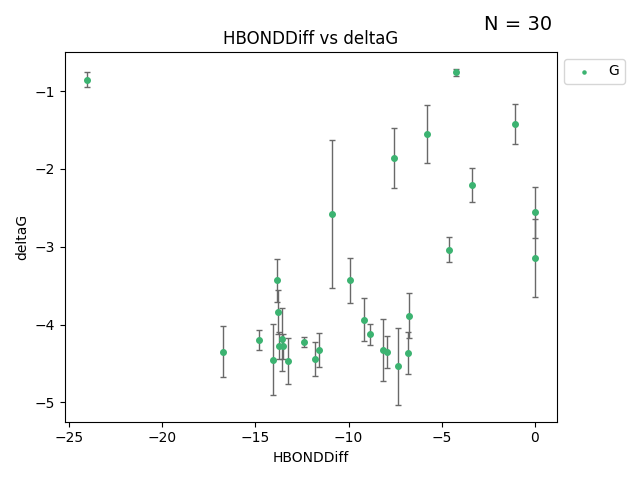 N = 30
HBONDDiff vs deltaG
G
−1
−2
−3
−4
−5
deltaG
−25 −20 −15 −10 −5 0
HBONDDiff